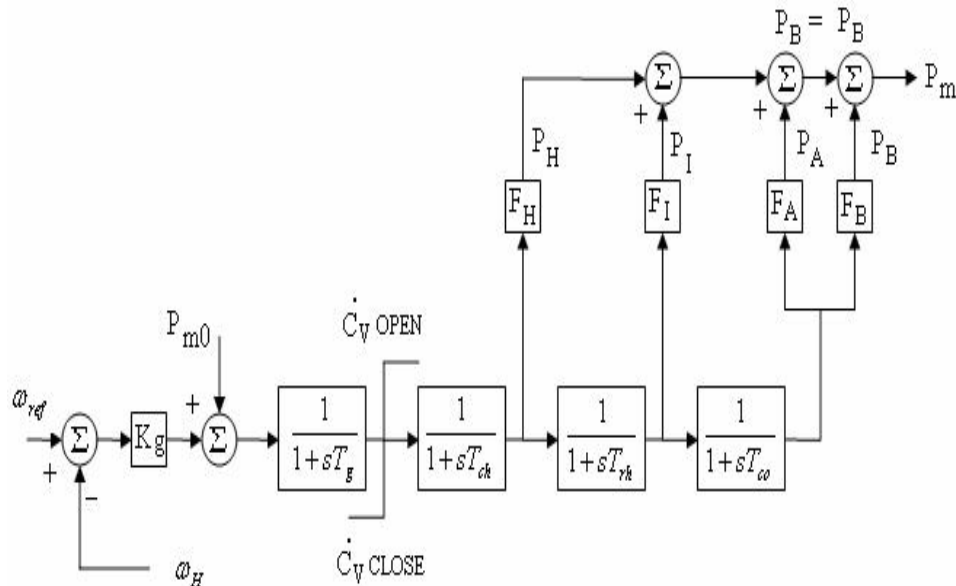 P_B = P_B
Σ
Σ
Σ
P_m
+
+
+
P_H
P_I
P_A
P_B
F_H
F_I
F_A
F_B
Ċ_V OPEN
P_m0
ω_ref
Σ
K_g
+
Σ
1
1+sT_g
1
1+sT_ch
1
1+sT_rh
1
1+sT_co
+
−
ω_H
Ċ_V CLOSE